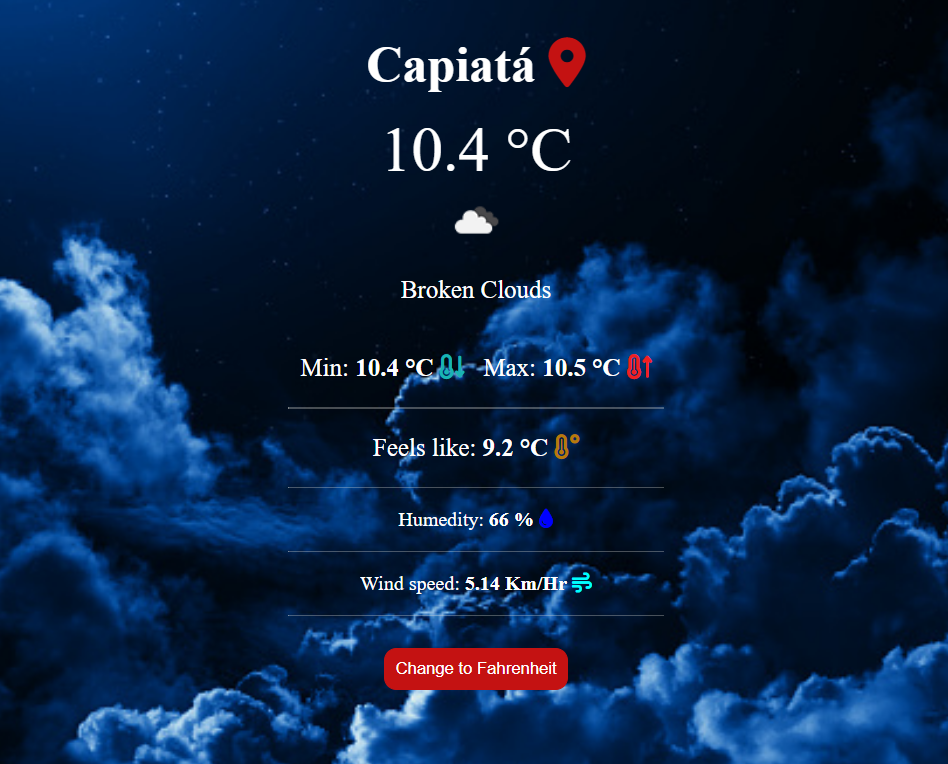 Capiatá
10.4 °C
Broken Clouds
Min: 10.4 °C Max: 10.5 °C
Feels like: 9.2 °C
Humedity: 66 %
Wind speed: 5.14 Km/Hr
Change to Fahrenheit